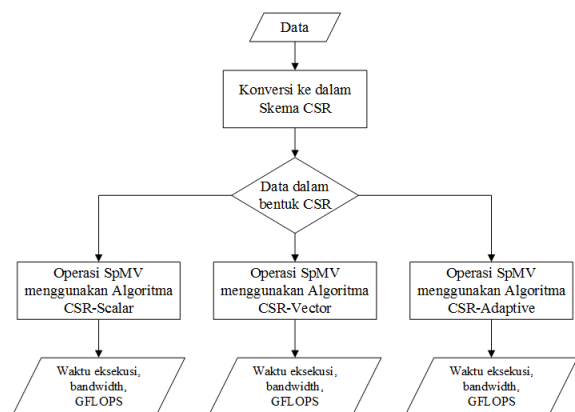 Data
Konversi ke dalam
Skema CSR
Data dalam
bentuk CSR
Operasi SpMV
menggunakan Algoritma
CSR-Scalar
Operasi SpMV
menggunakan Algoritma
CSR-Vector
Operasi SpMV
menggunakan Algoritma
CSR-Adaptive
Waktu eksekusi,
bandwidth,
GFLOPS
Waktu eksekusi,
bandwidth,
GFLOPS
Waktu eksekusi,
bandwidth,
GFLOPS